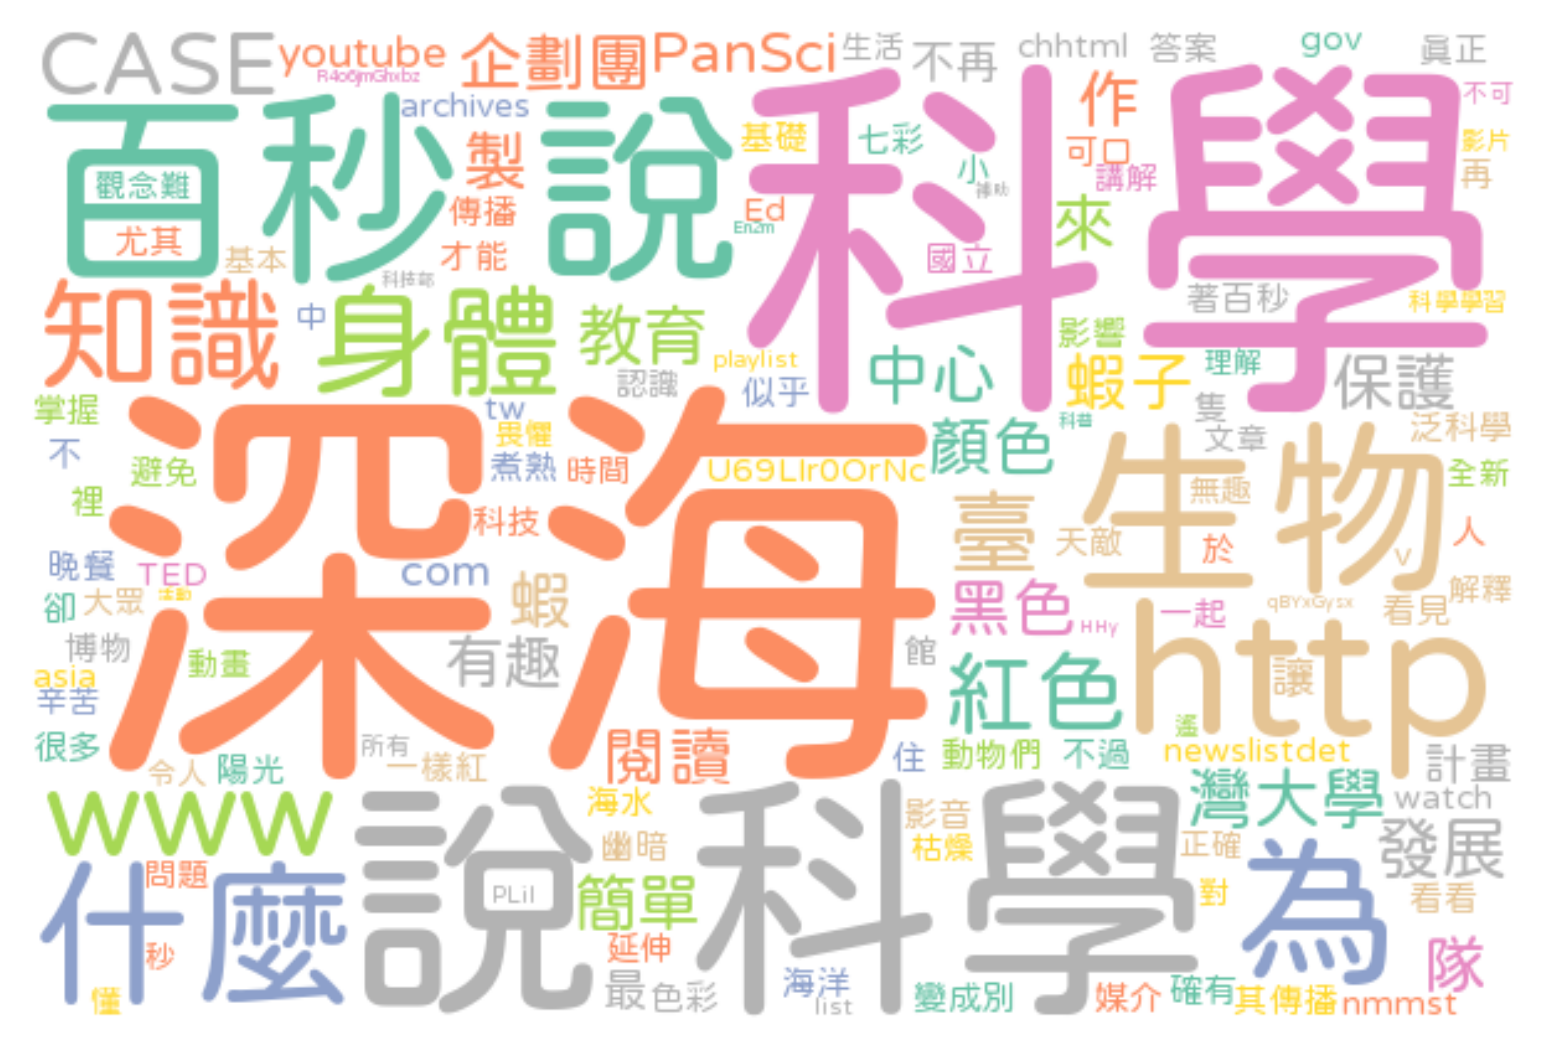 CASE youtube 企劃團 PanSci 生活 不再 chhtml 答案 gov 眞正
R4o6jmGhxbz
archives 作 不可
百秒說 科學
製 基礎 七彩 可口 影片
觀念難 傳播 Ed 小 講解 再
補助
尤其 En2m 來
基本 才能 國立
科技部
知識 中 身體 教育 著百秒 科學學習
影響
playlist 中心 蝦子 理解 保護
認識 似乎
掌握 tw 隻
深海
不 畏懼 顏色 科普 文章 泛科學
避免 煮熟 時間 U69LIr0OrNc 生物 全新
裡 科技 臺 無趣
天敵 於 人
晚餐 TED com v
卻 大眾 活動 蝦 黑色 一起 qBYxGysx 看見 解釋
HHy
博物 動畫 有趣 館 http
asia 紅色 讓
辛苦
很多 所有 閱讀 遙
令人 陽光 一樣紅 住 動物們 不過 newslistdet 計畫
www 海水 影音 灣大學 watch
說科學
幽暗 枯燥 正確 發展
什麼 問題 PLiI 簡單 為 對 看看
秒 延伸 隊
懂 最 色彩 海洋 變成別 媒介 確有 其傳播 nmmst
list